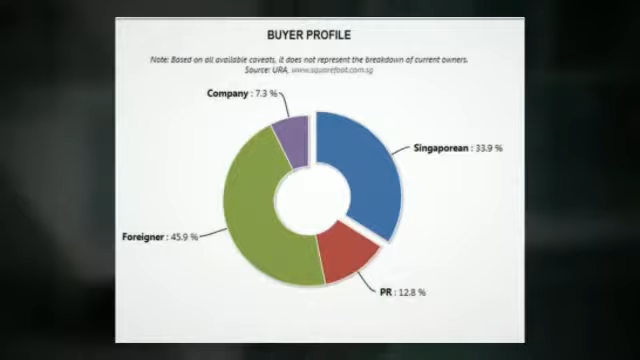 BUYER PROFILE
Note: Based on all available caveats, it does not represent the breakdown of current owners.
Source: URA, www.squarefoot.com.sg
Company : 7.3 %
Singaporean : 33.9 %
Foreigner : 45.9 %
PR : 12.8 %